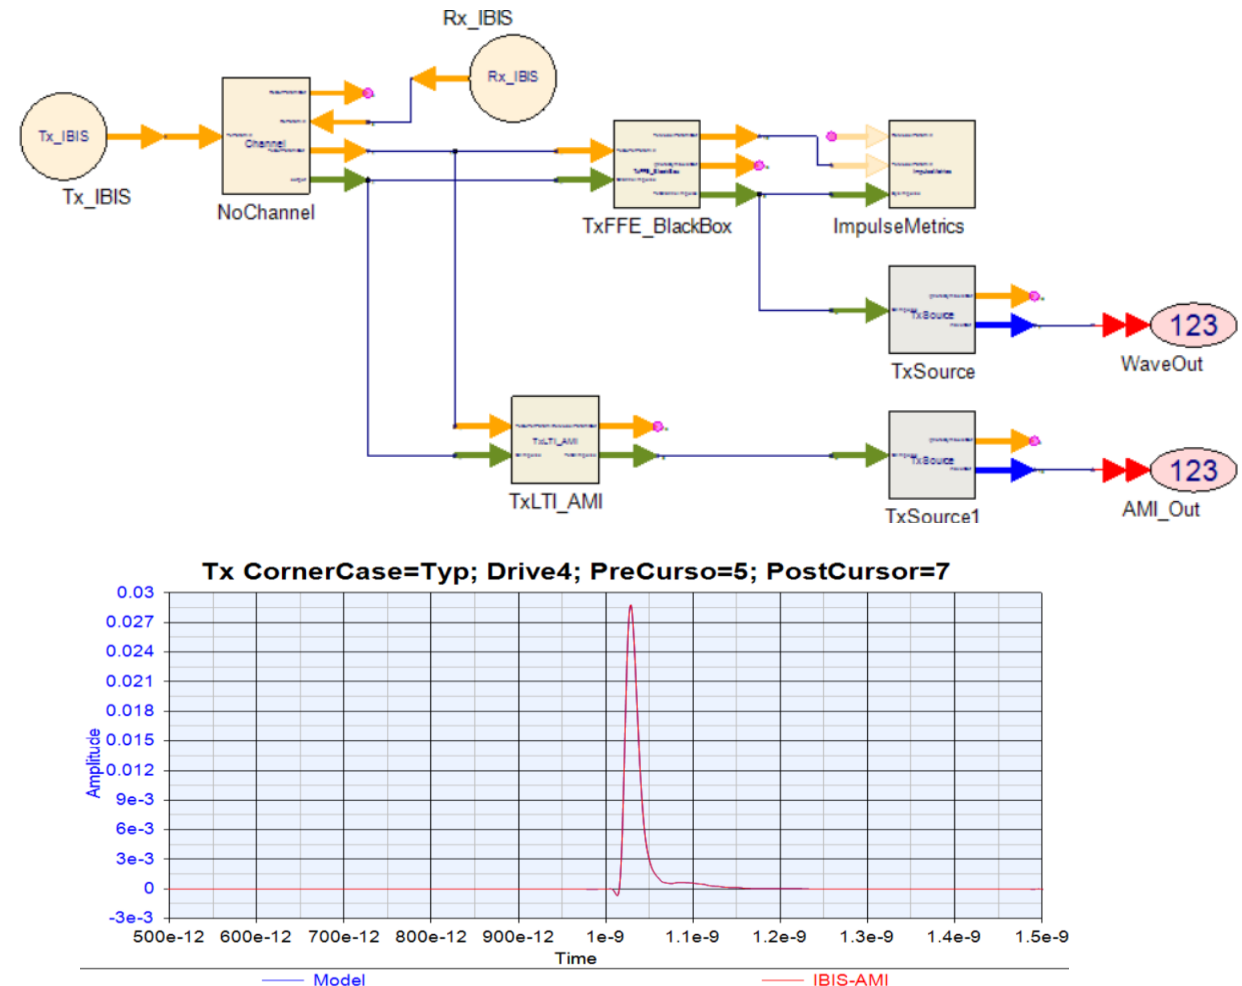 Rx_IBIS
Rx_IBIS
Tx_IBIS
Tx_IBIS
Channel
NoChannel
TxFFE_BlackBox
TxFFE_BlackBox
ImpulseMetrics
ImpulseMetrics
TxSource
TxSource
123
WaveOut
TxLTI_AMI
TxLTI_AMI
TxSource
TxSource1
123
AMI_Out
Tx CornerCase=Typ; Drive4; PreCurso=5; PostCursor=7
0.03
0.027
0.024
0.021
0.018
0.015
0.012
9e-3
6e-3
3e-3
0
-3e-3
Amplitude
500e-12 600e-12 700e-12 800e-12 900e-12 1e-9 1.1e-9 1.2e-9 1.3e-9 1.4e-9 1.5e-9
Time
Model IBIS-AMI